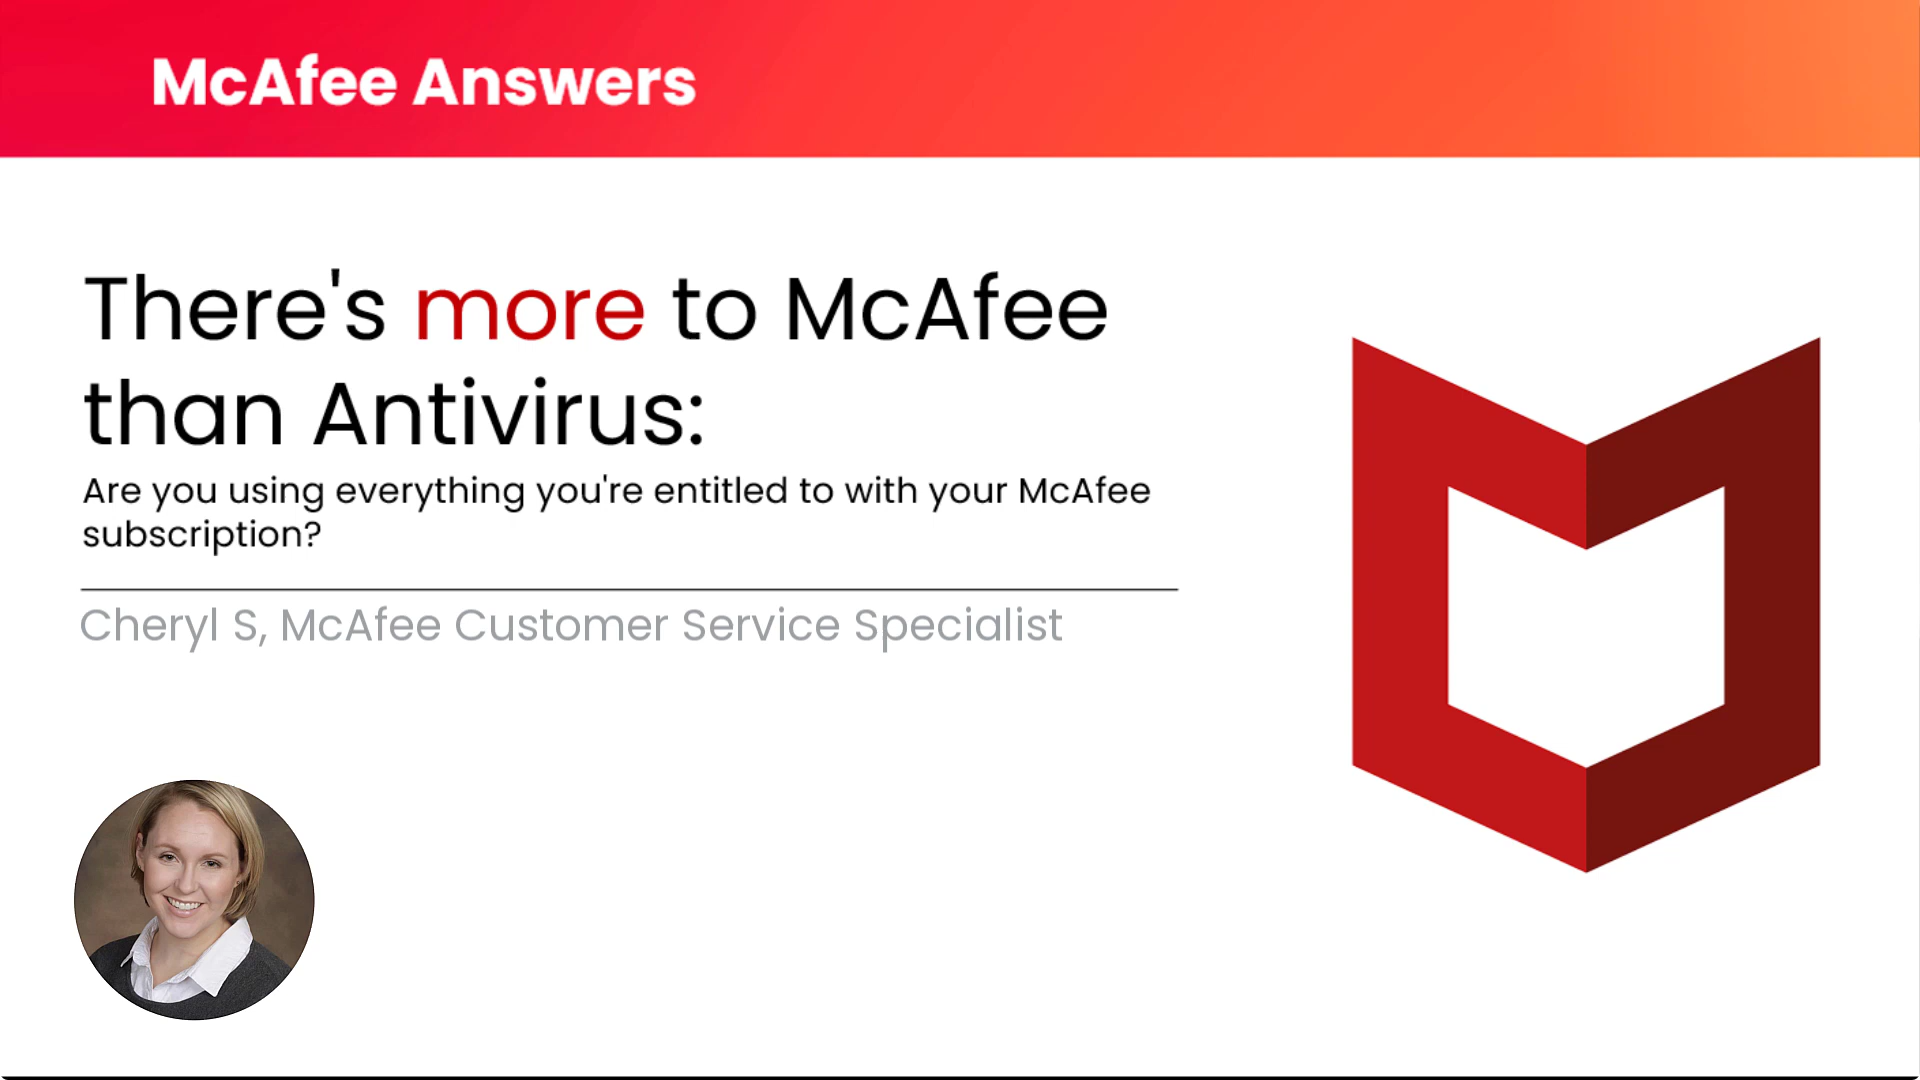 McAfee Answers
There's more to McAfee
than Antivirus:
Are you using everything you're entitled to with your McAfee
subscription?
Cheryl S, McAfee Customer Service Specialist